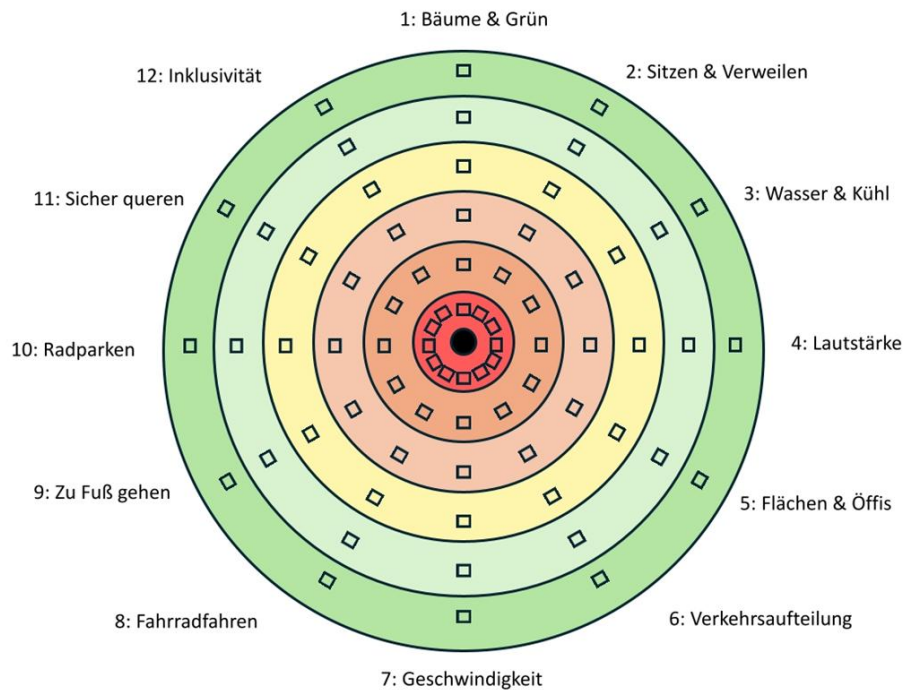 1: Bäume & Grün
2: Sitzen & Verweilen
3: Wasser & Kühl
4: Lautstärke
5: Flächen & Öffis
6: Verkehrsaufteilung
7: Geschwindigkeit
8: Fahrradfahren
9: Zu Fuß gehen
10: Radparken
11: Sicher queren
12: Inklusivität